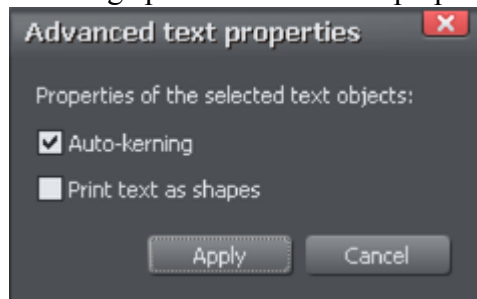 Advanced text properties
Properties of the selected text objects:
Auto-kerning
Print text as shapes
Apply Cancel